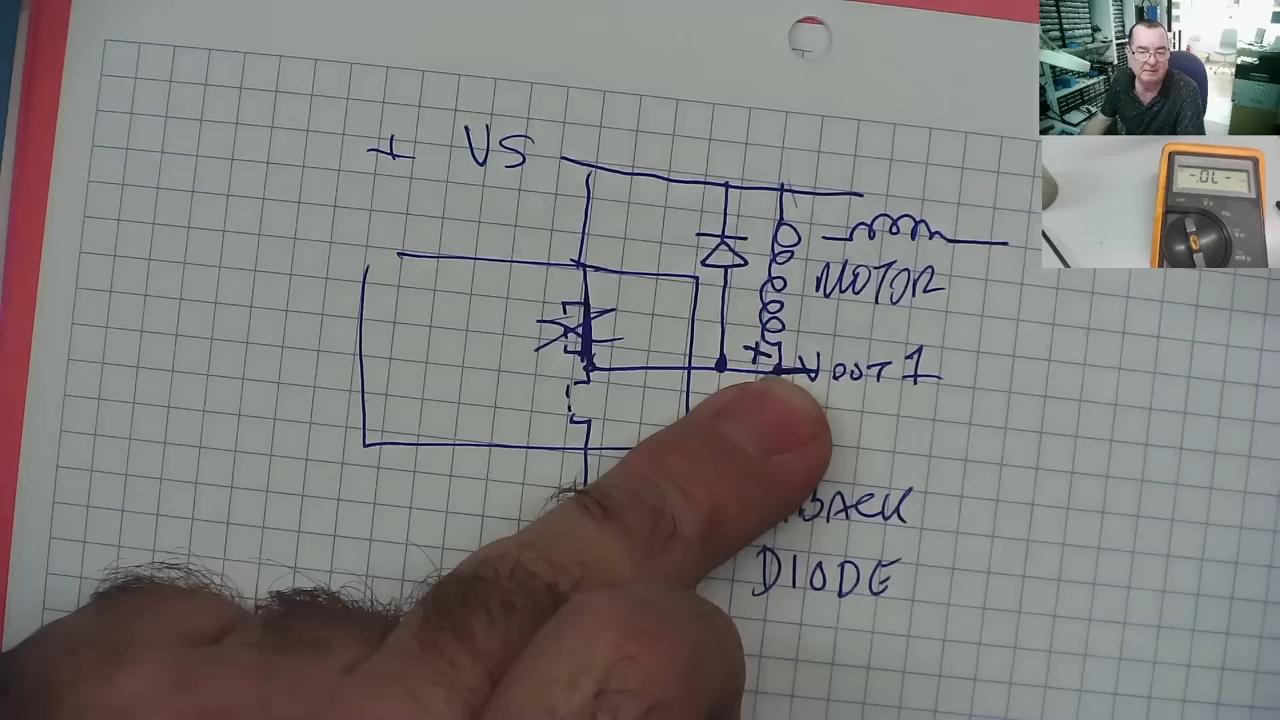 + VS
MOTOR
+
VOUT 1
DIODE
-OL-